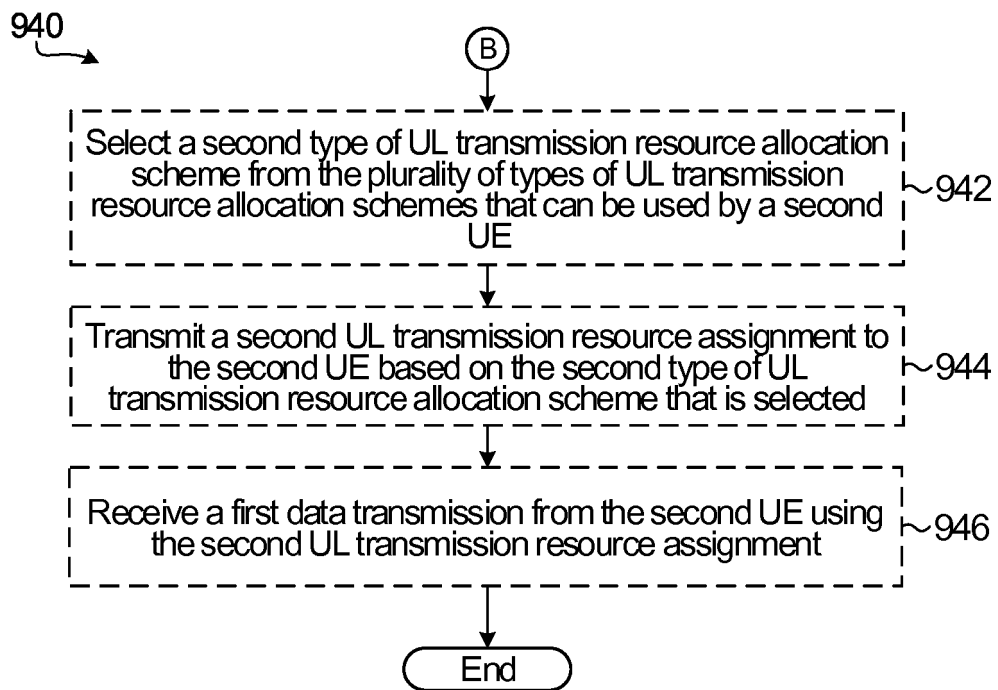 940
B
Select a second type of UL transmission resource allocation
scheme from the plurality of types of UL transmission
resource allocation schemes that can be used by a second
UE
942
Transmit a second UL transmission resource assignment to
the second UE based on the second type of UL
transmission resource allocation scheme that is selected
944
Receive a first data transmission from the second UE using
the second UL transmission resource assignment
946
End